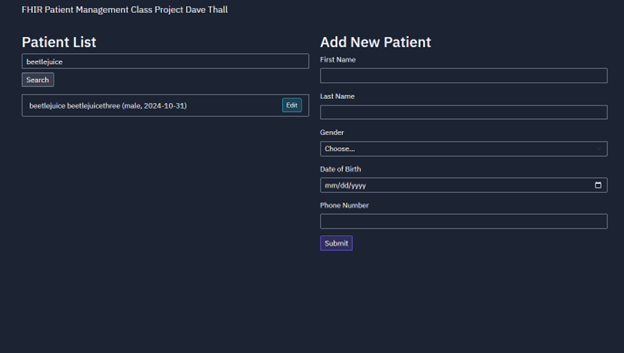 FHIR Patient Management Class Project Dave Thall
Patient List
beetlejuice
Search
beetlejuice beetlejuicethree (male, 2024-10-31)
Edit
Add New Patient
First Name
Last Name
Gender
Choose...
Date of Birth
mm/dd/yyyy
Phone Number
Submit